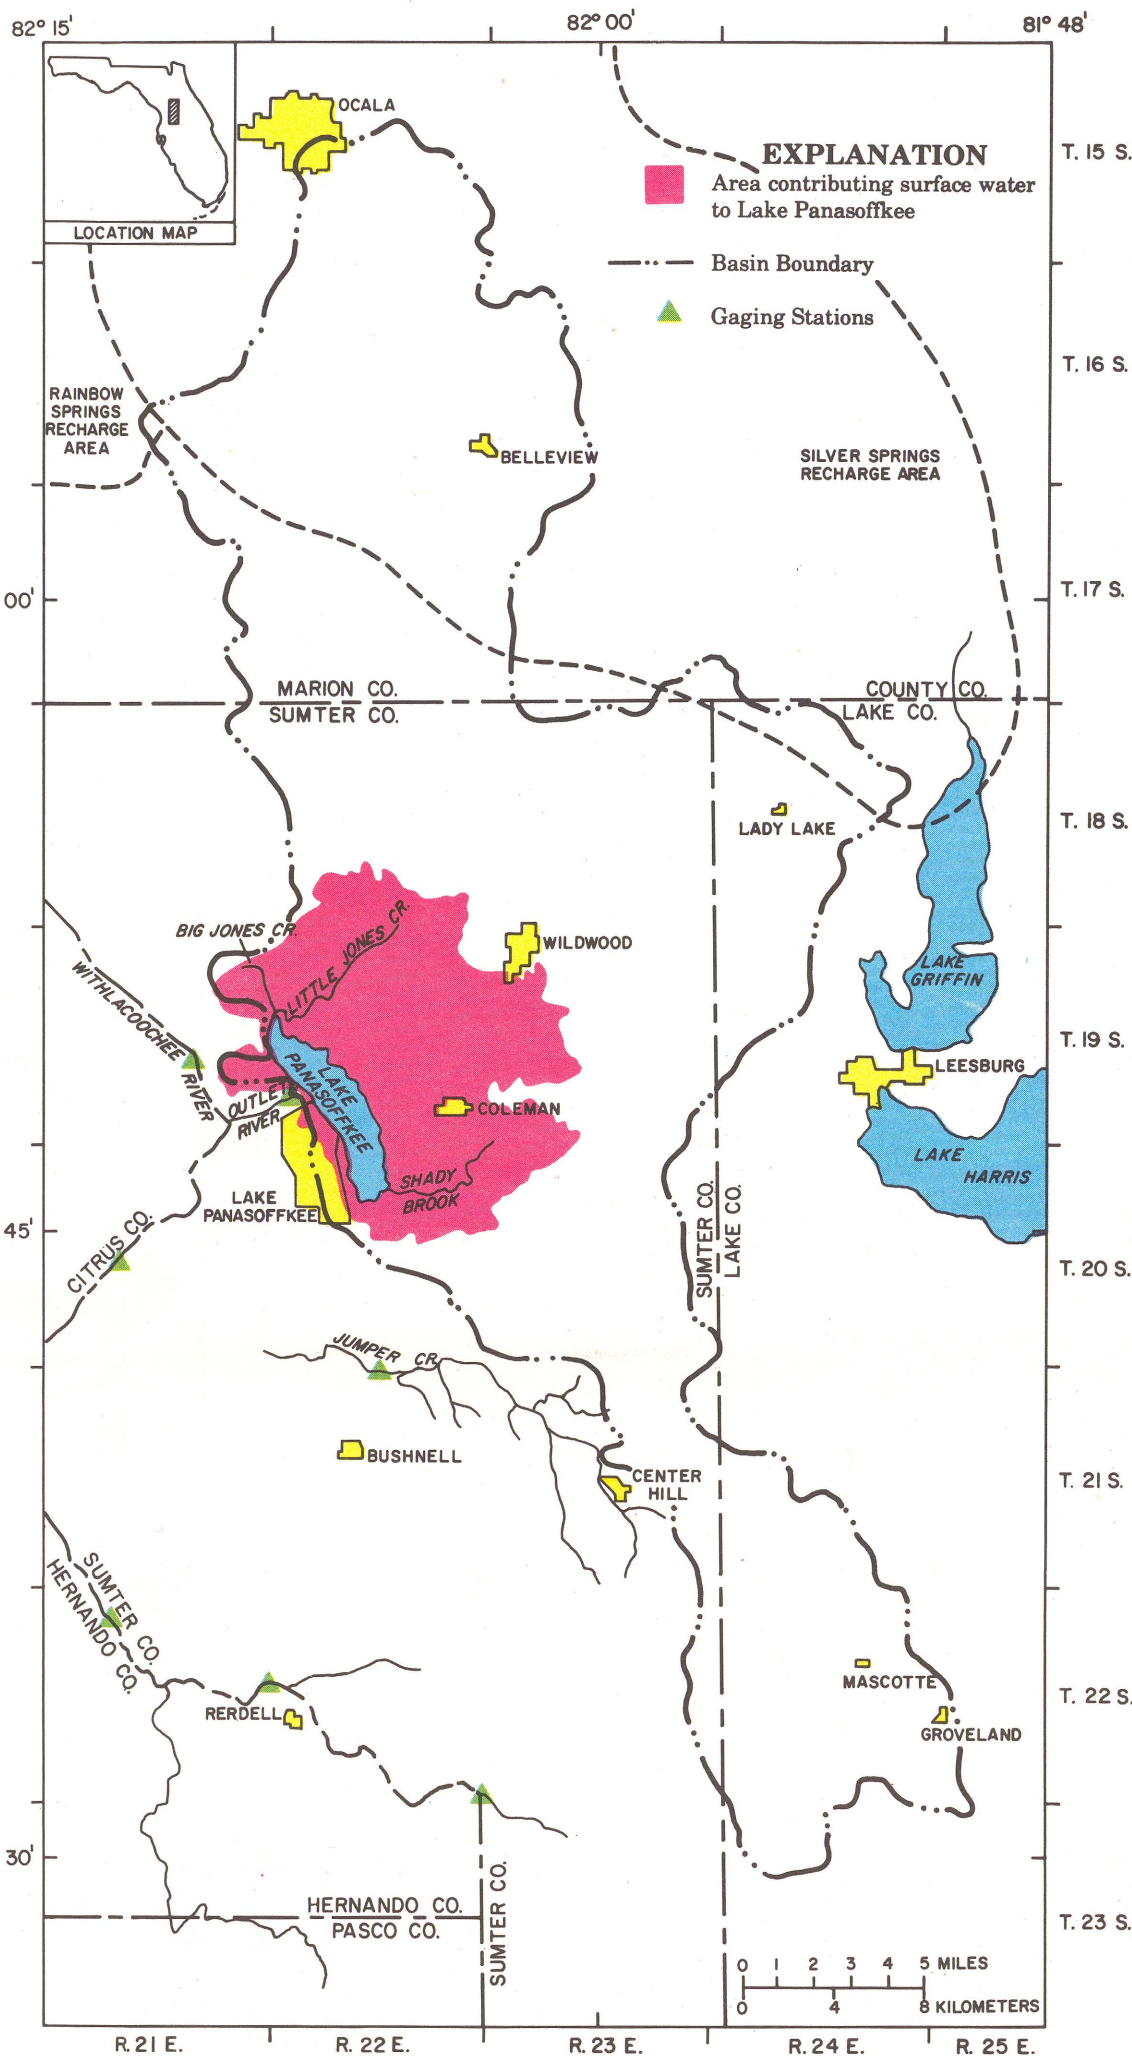 82° 15'
82° 00'
81° 48'
OCALA
T. 15 S.
EXPLANATION
Area contributing surface water
to Lake Panasoffkee
LOCATION MAP
Basin Boundary
Gaging Stations
T. 16 S.
RAINBOW
SPRINGS
RECHARGE
AREA
BELLEVIEW
SILVER SPRINGS
RECHARGE AREA
00'
T. 17 S.
MARION CO.
SUMTER CO.
COUNTY CO.
LAKE CO.
LADY LAKE
T. 18 S.
BIG JONES CR.
LITTLE JONES CR.
WILDWOOD
LAKE
GRIFFIN
WITHLACOOCHEE
RIVER
T. 19 S.
LEESBURG
LAKE
PANASOFFKEE
OUTLET
RIVER
COLEMAN
LAKE
HARRIS
SHADY
BROOK
LAKE
PANASOFFKEE
45'
CITRUS CO.
SUMTER CO.
LAKE CO.
T. 20 S.
JUMPER CR.
BUSHNELL
CENTER
HILL
T. 21 S.
SUMTER CO.
HERNANDO CO.
MASCOTTE
T. 22 S.
RERDELL
GROVELAND
30'
HERNANDO CO.
PASCO CO.
SUMTER CO.
T. 23 S.
0 1 2 3 4 5 MILES
0 4 8 KILOMETERS
R. 21 E.
R. 22 E.
R. 23 E.
R. 24 E.
R. 25 E.